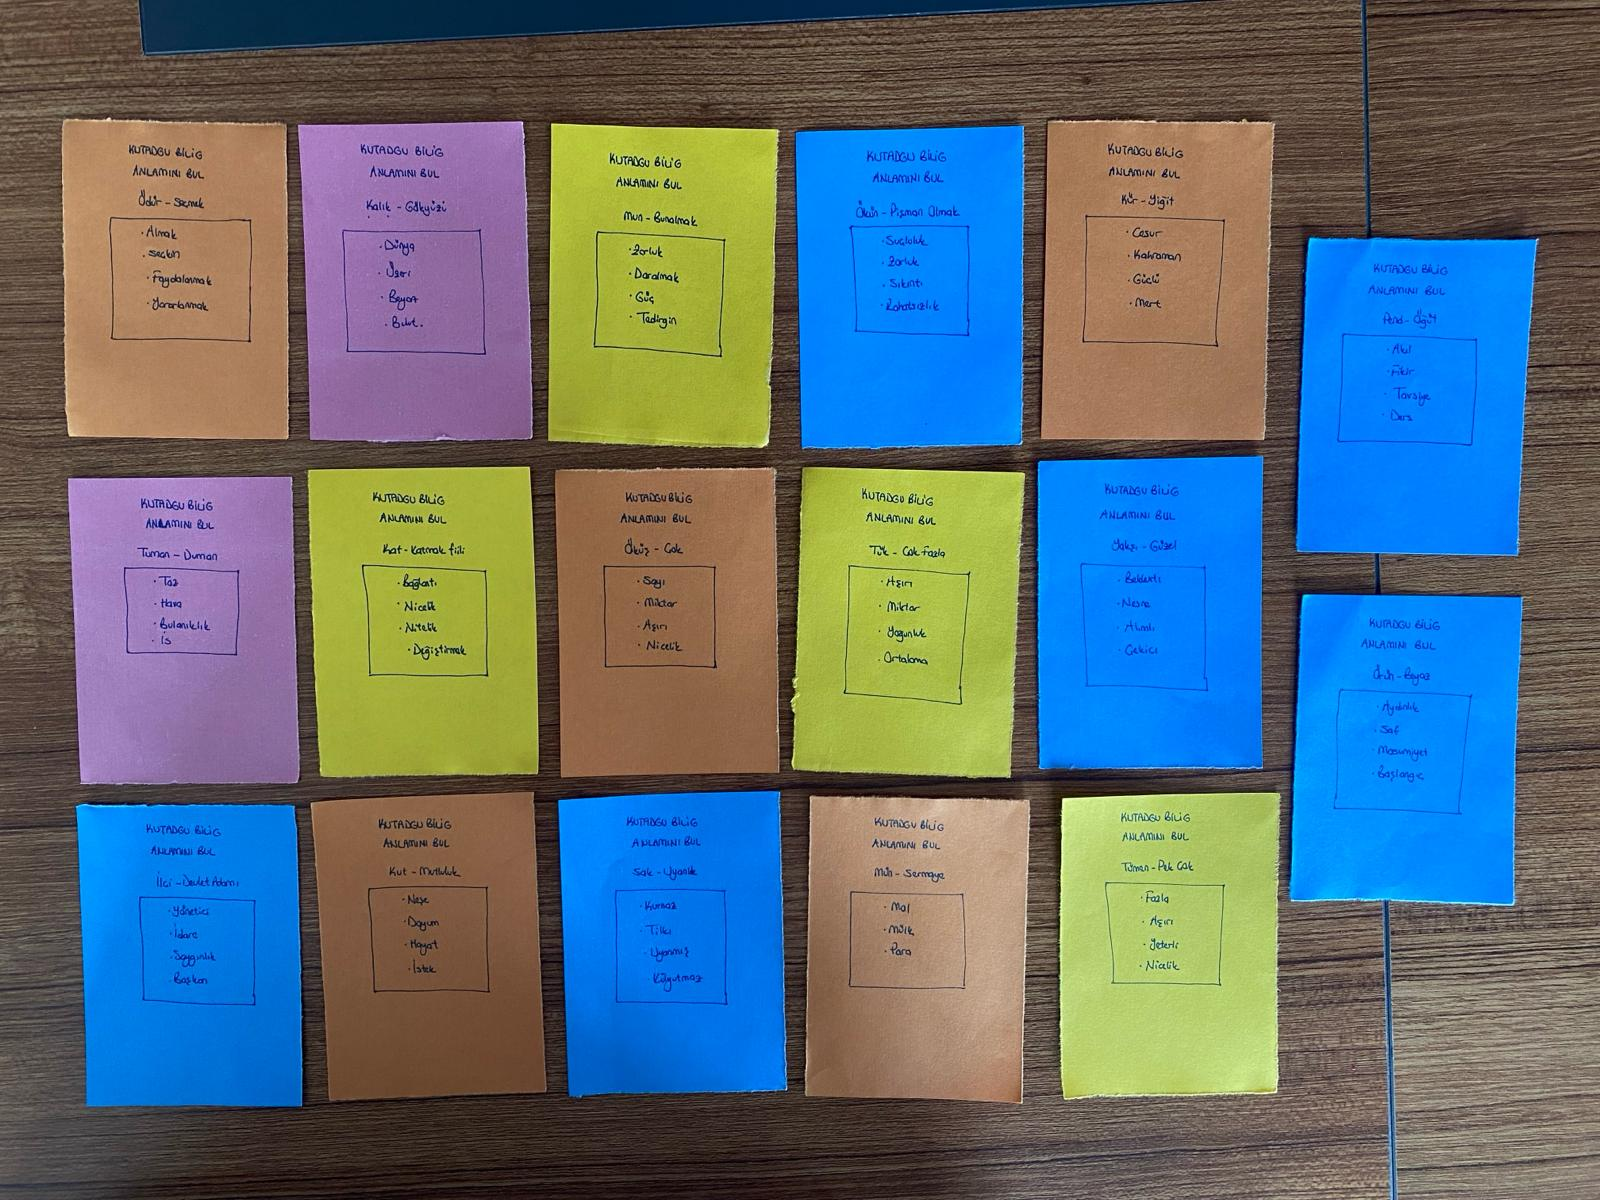 KUTADGU BİLİG
ANLAMINI BUL
Ödür - Seçmek
· Almak
· Seçkin
· Faydalanmak
· Yararlanmak
KUTADGU BİLİG
ANLAMINI BUL
Kalık - Gökyüzü
· Dünya
· Üzeri
· Beyaz
· Bulut.
KUTADGU BİLİG
ANLAMINI BUL
Mun - Bunalmak
· Zorluk
· Daralmak
· Güç
· Tedirgin
KUTADGU BİLİG
ANLAMINI BUL
Ökün - Pişman Olmak
· Suçluluk
· Zorluk
· Sıkıntı
· Rahatsızlık
KUTADGU BİLİG
ANLAMINI BUL
Kür - Yiğit
· Cesur
· Kahraman
· Güçlü
· Mert
KUTADGU BİLİG
ANLAMINI BUL
Pend - Öğüt
· Akıl
· Fikir
· Tavsiye
· Ders
KUTADGU BİLİG
ANLAMINI BUL
Tuman - Duman
· Toz
· Hava
· Bulanıklık
· İs
KUTADGU BİLİG
ANLAMINI BUL
Kat - Katmak fiili
· Bağlantı
· Nicelik
· Nitelik
· Değiştirmek
KUTADGU BİLİG
ANLAMINI BUL
Öküş - Çok
· Sayı
· Miktar
· Aşırı
· Nicelik
KUTADGU BİLİG
ANLAMINI BUL
Tük - Çok Fazla
· Aşırı
· Miktar
· Yoğunluk
· Ortalama
KUTADGU BİLİG
ANLAMINI BUL
Yakşı - Güzel
· Beklenti
· Nesne
· Alımlı
· Çekici
KUTADGU BİLİG
ANLAMINI BUL
Ürün - Beyaz
· Aydınlık
· Saf
· Masumiyet
· Başlangıç
KUTADGU BİLİG
ANLAMINI BUL
İlci - Devlet Adamı
· Yönetici
· İdare
· Saygınlık
· Başkan
KUTADGU BİLİG
ANLAMINI BUL
Kut - Mutluluk
· Neşe
· Doyum
· Hayat
· İstek
KUTADGU BİLİG
ANLAMINI BUL
Sak - Uyanık
· Kurnaz
· Tilki
· Uyanmış
· Külyutmaz
KUTADGU BİLİG
ANLAMINI BUL
Mün - Sermaye
· Mal
· Mülk
· Para
KUTADGU BİLİG
ANLAMINI BUL
Tümen - Pek Çok
· Fazla
· Aşırı
· Yeterli
· Nicelik